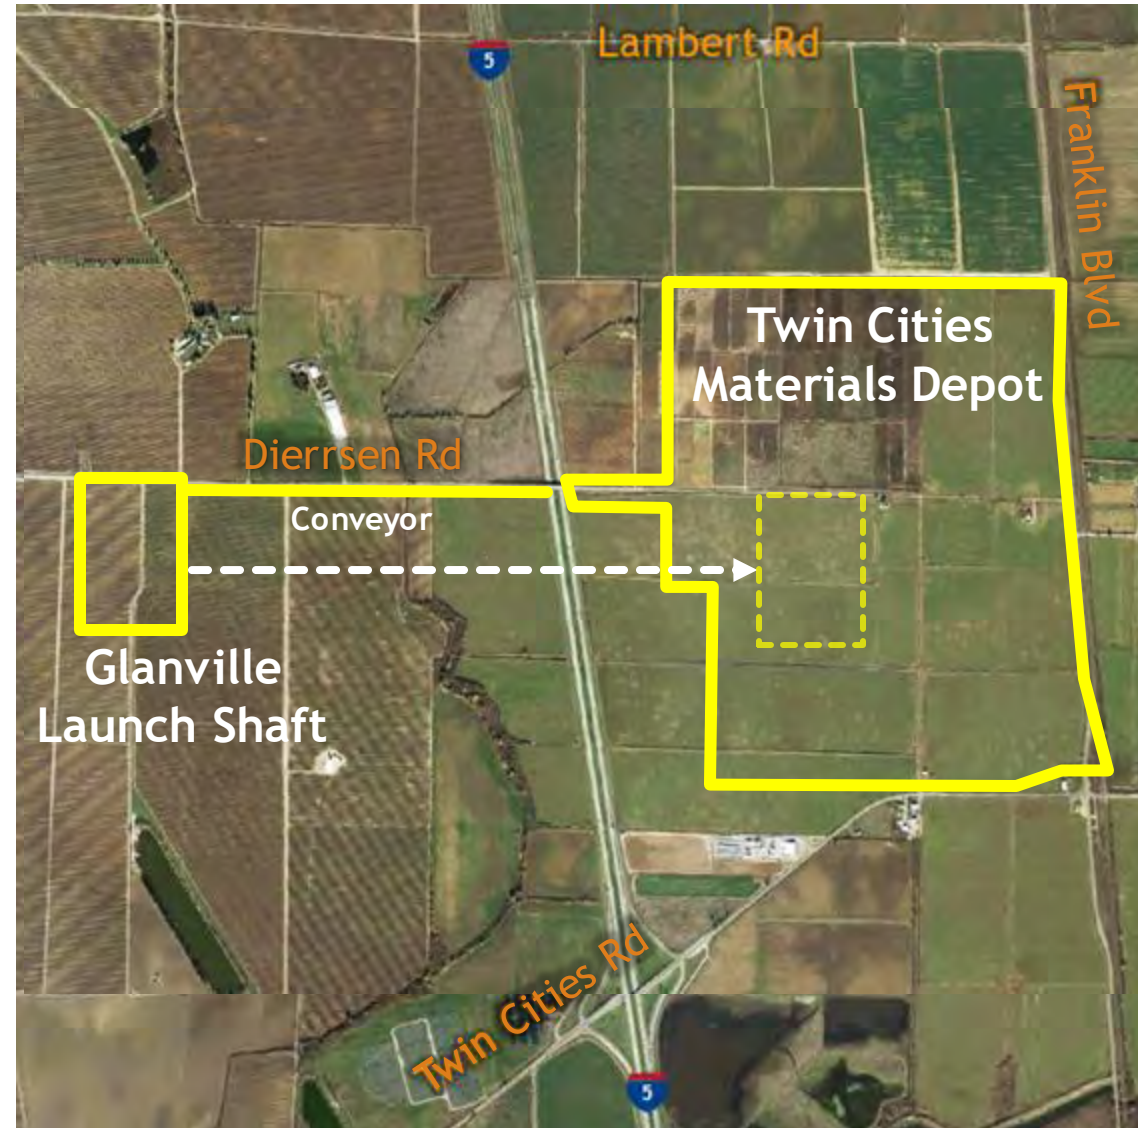 5
Lambert Rd
Franklin Blvd
Twin Cities
Materials Depot
Dierrsen Rd
Conveyor
Glanville
Launch Shaft
Twin Cities Rd
5